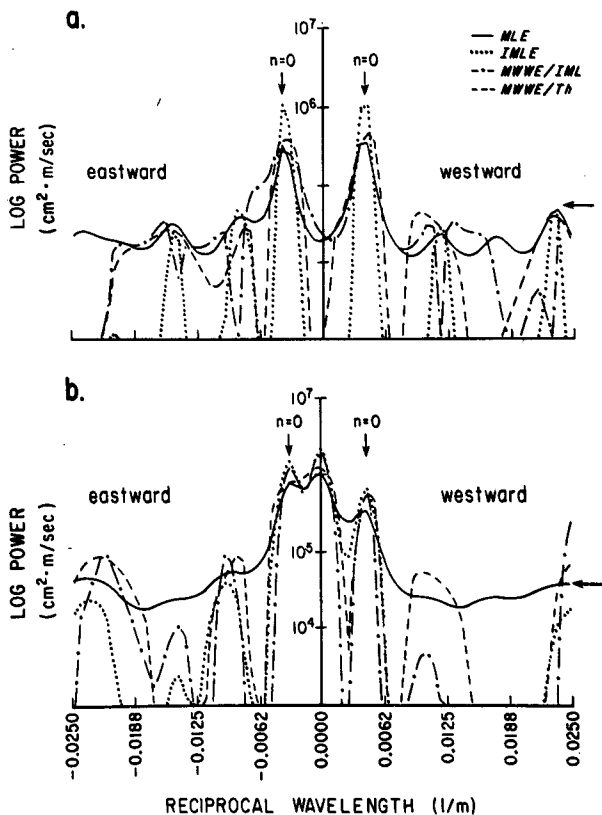 a.
10⁷
MLE
IMLE
MWWE/IML
MWWE/Th
n=0
n=0
10⁶
eastward
westward
LOG POWER
(cm²·m/sec)
b.
10⁷
n=0
n=0
eastward
westward
10⁵
LOG POWER
(cm²·m/sec)
10⁴
-0.0250
-0.0188
-0.0125
-0.0062
0.0000
0.0062
0.0125
0.0188
0.0250
RECIPROCAL WAVELENGTH (1/m)